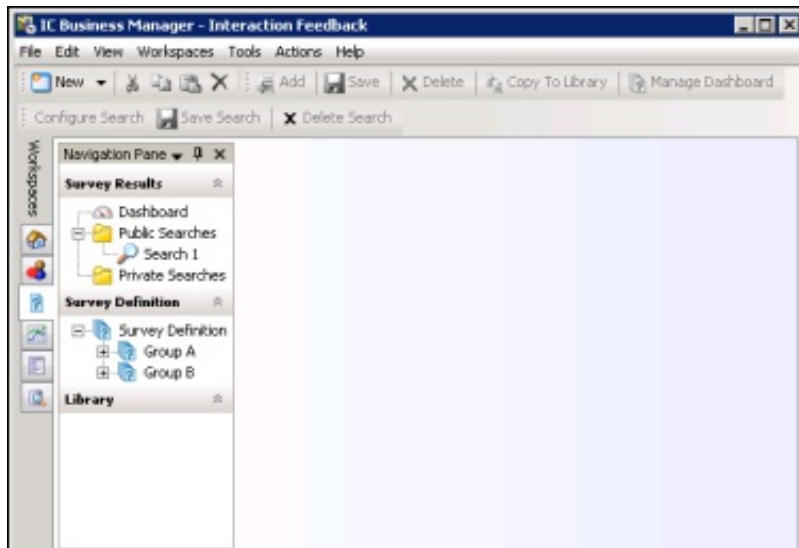 IC Business Manager - Interaction Feedback
File Edit View Workspaces Tools Actions Help
New Add Save Delete Copy To Library Manage Dashboard
Configure Search Save Search Delete Search
Workspaces
Navigation Pane
Survey Results
Dashboard
Public Searches
Search 1
Private Searches
Survey Definition
Survey Definition
Group A
Group B
Library